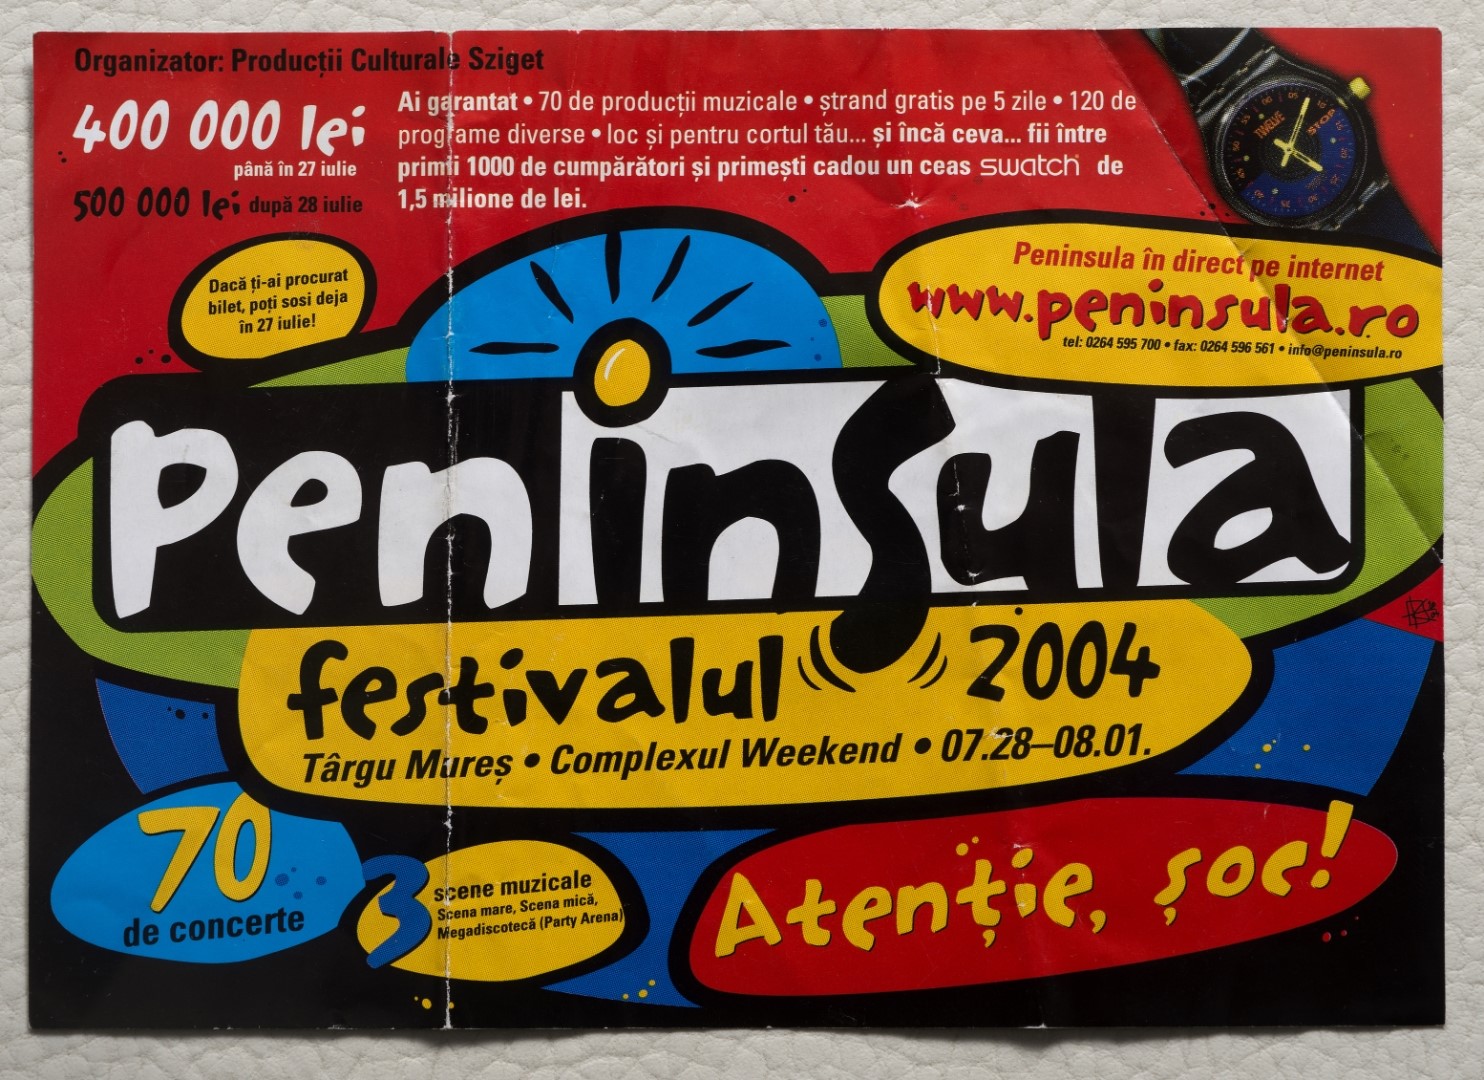 Organizator: Producții Culturale Sziget
400 000 lei
până în 27 iulie
500 000 lei după 28 iulie
Ai garantat • 70 de producții muzicale • ștrand gratis pe 5 zile • 120 de
programe diverse • loc și pentru cortul tău... și încă ceva... fii între
primii 1000 de cumpărători și primești cadou un ceas swatch de
1,5 milione de lei.
TWELVE
STOP
Dacă ți-ai procurat
bilet, poți sosi deja
în 27 iulie!
Peninsula în direct pe internet
www.peninsula.ro
tel: 0264 595 700 • fax: 0264 596 561 • info@peninsula.ro
peninsula
festivalul 2004
Târgu Mureș • Complexul Weekend • 07.28–08.01.
70
de concerte
3 scene muzicale
Scena mare, Scena mică,
Megadiscotecă (Party Arena)
Atenție, șoc!